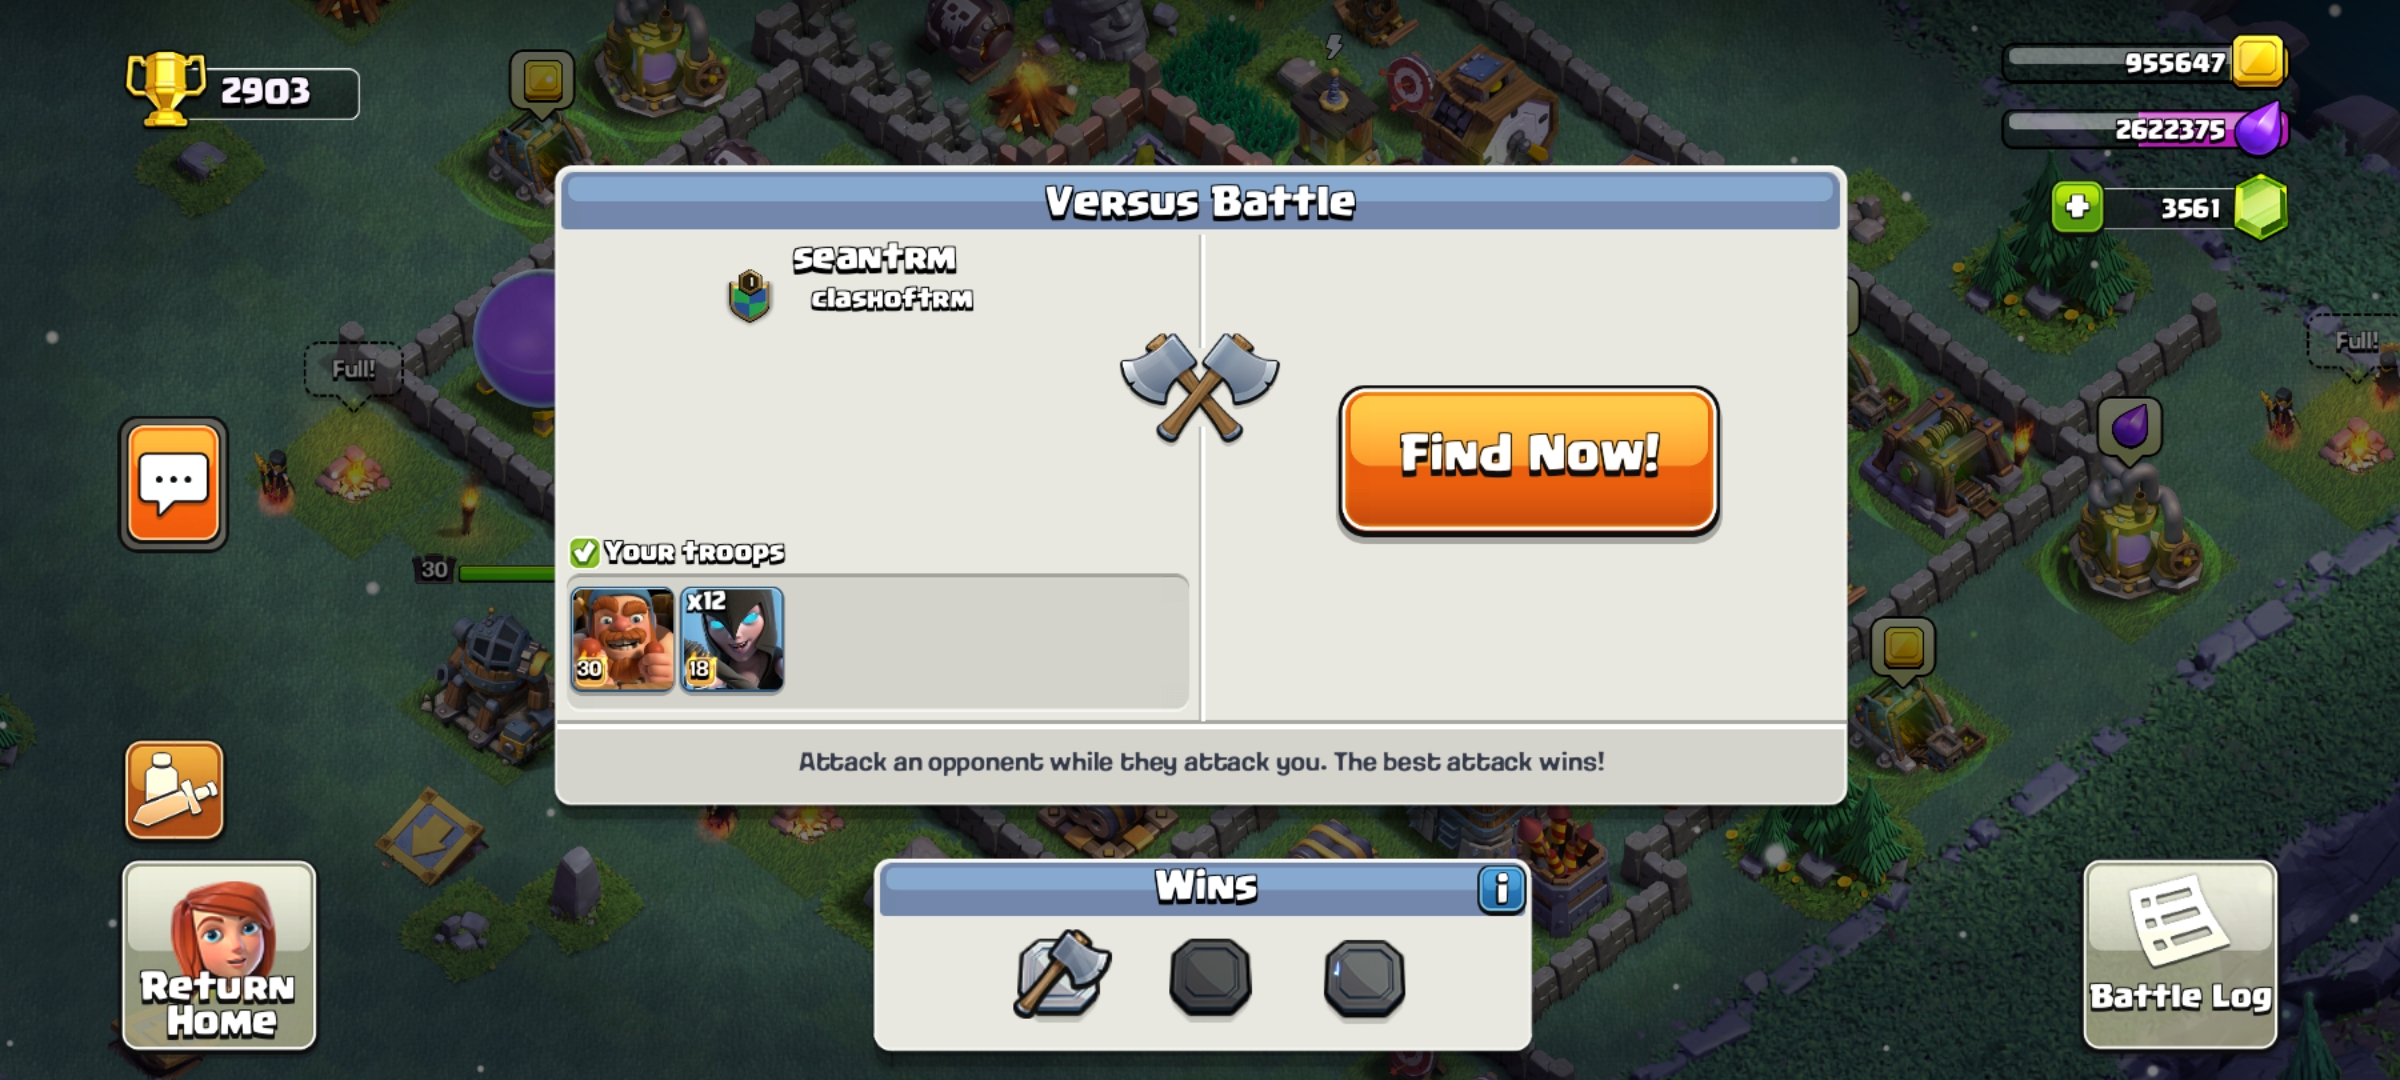 2903
955647
2622375
3561
Versus Battle
seantrm
clashoftrm
Full!
Full!
Find Now!
30
Your troops
x12
30
18
Attack an opponent while they attack you. The best attack wins!
Wins
i
Return
Home
Battle Log